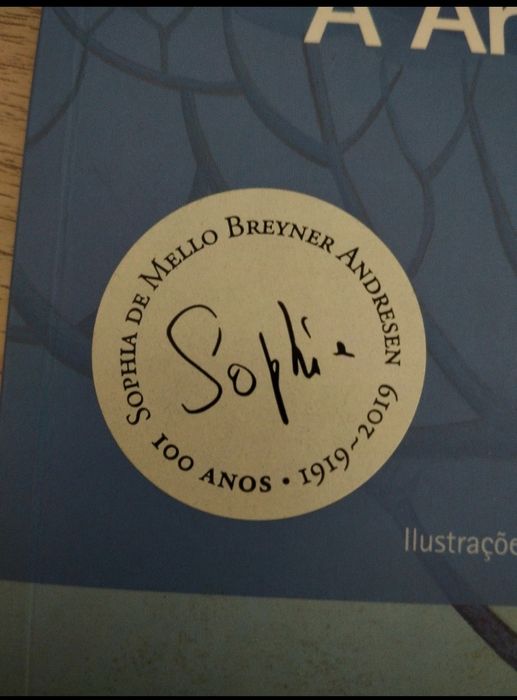 A Ar
SOPHIA DE MELLO BREYNER ANDRESEN
Sophia
100 ANOS • 1919~2019
Ilustraçõe